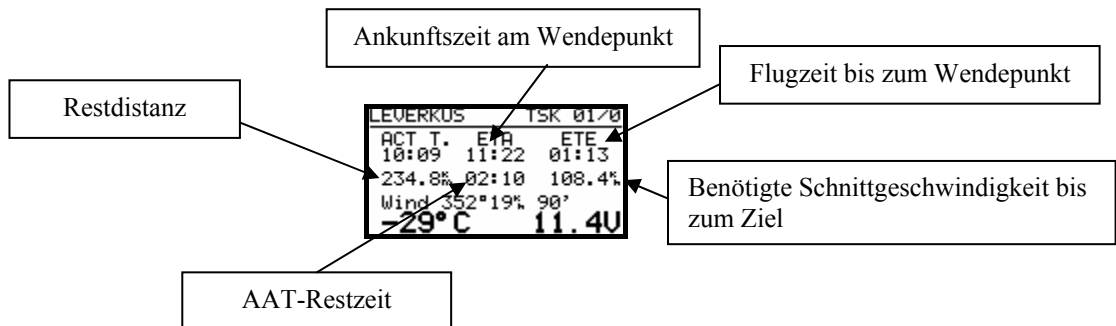 Ankunftszeit am Wendepunkt
Flugzeit bis zum Wendepunkt
Restdistanz
LEVERKUS TSK 01/0
ACT T. ETA ETE
10:09 11:22 01:13
234.8 02:10 108.4
Wind 352°19 90'
-29°C 11.4V
Benötigte Schnittgeschwindigkeit bis
zum Ziel
AAT-Restzeit